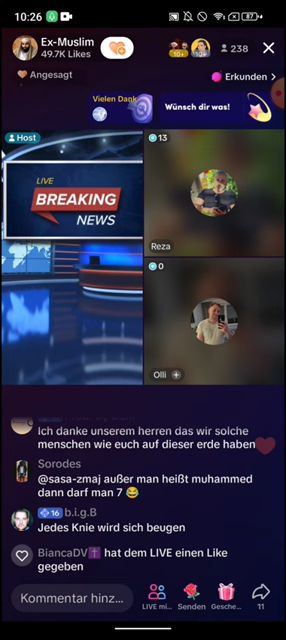 10:26
87
Ex-Muslim
49.7K Likes
10+
10+
238
Angesagt
Erkunden >
Vielen Dank
Wünsch dir was!
Host
LIVE
BREAKING
NEWS
13
Reza
0
Olli +
Ich danke unserem herren das wir solche
menschen wie euch auf dieser erde haben
Sorodes
@sasa-zmaj außer man heißt muhammed
dann darf man 7 😂
16 b.i.g.B
Jedes Knie wird sich beugen
BiancaDV✝️ hat dem LIVE einen Like
gegeben
Kommentar hinz...
LIVE mi...
Senden
Gesche...
11